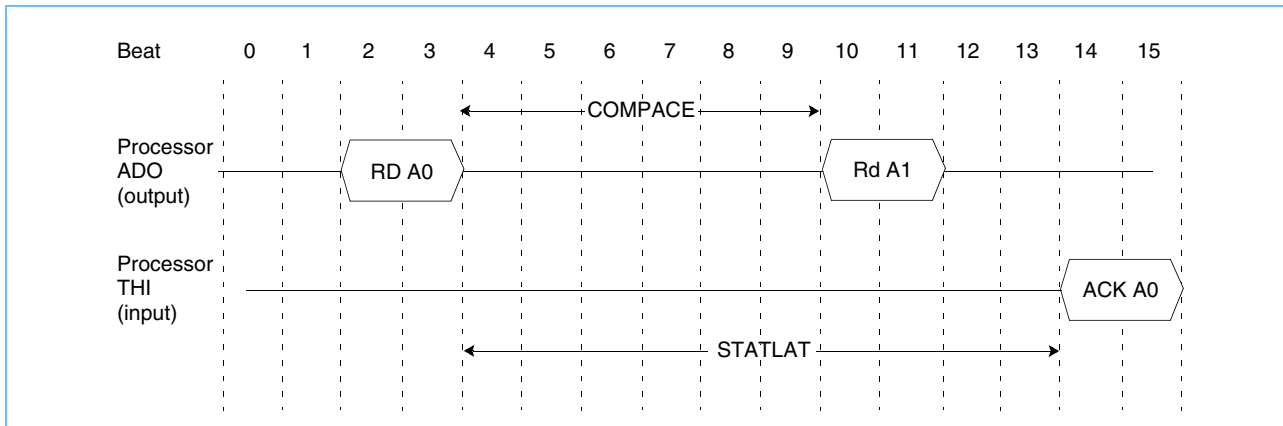 Beat 0 1 2 3 4 5 6 7 8 9 10 11 12 13 14 15
COMPACE
Processor
ADO
(output)
RD A0
Rd A1
Processor
THI
(input)
ACK A0
STATLAT